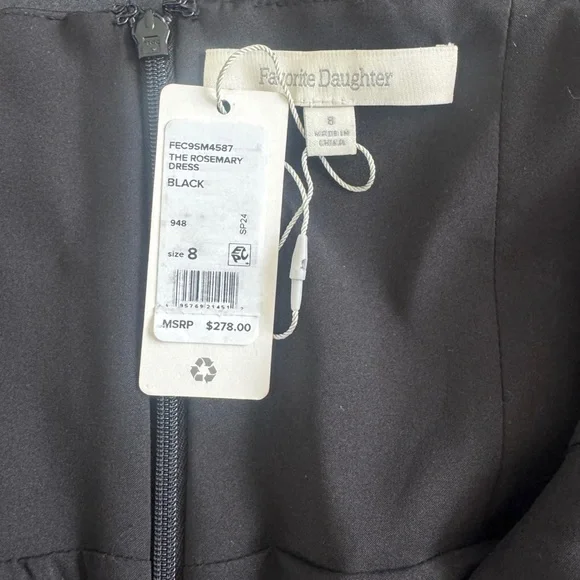 Favorite Daughter
8
MADE IN
CHINA
FEC9SM4587
THE ROSEMARY
DRESS
BLACK
948
SP24
size 8
MSRP $278.00